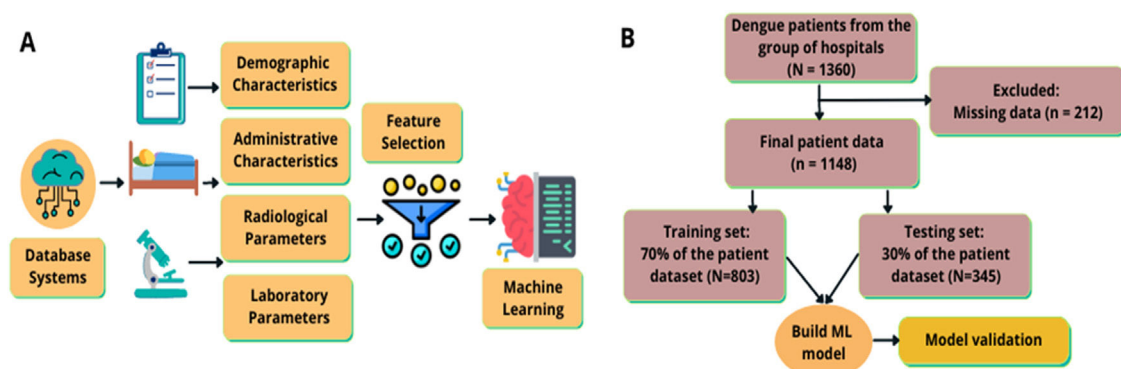 A
Demographic
Characteristics
Administrative
Characteristics
Feature
Selection
Radiological
Parameters
Database
Systems
Laboratory
Parameters
Machine
Learning
B
Dengue patients from the
group of hospitals
(N = 1360)
Excluded:
Missing data (n = 212)
Final patient data
(n = 1148)
Training set:
70% of the patient
dataset (N=803)
Testing set:
30% of the patient
dataset (N=345)
Build ML
model
Model validation